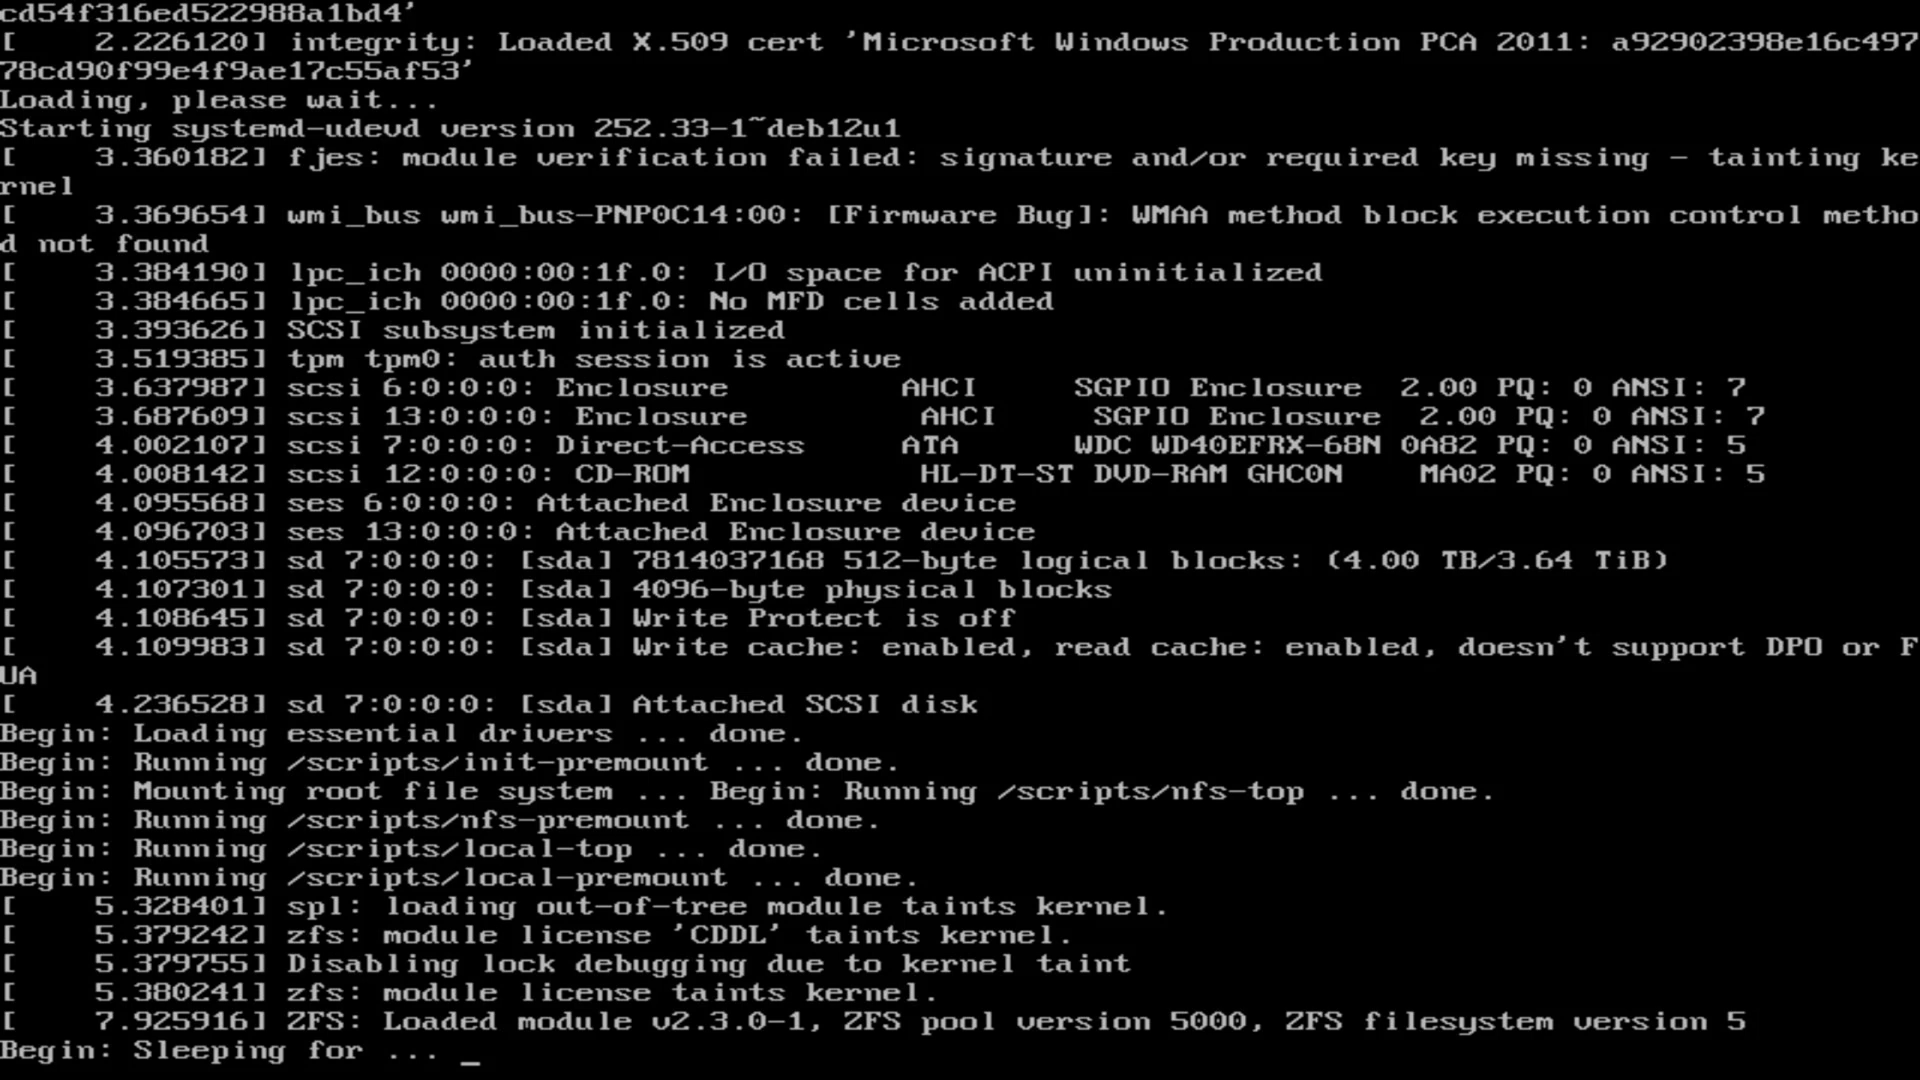 cd54f316ed522988a1bd4'
[    2.226120] integrity: Loaded X.509 cert 'Microsoft Windows Production PCA 2011: a92902398e16c497
78cd90f99e4f9ae17c55af53'
Loading, please wait...
Starting systemd-udevd version 252.33-1~deb12u1
[    3.360182] fjes: module verification failed: signature and/or required key missing - tainting ke
rnel
[    3.369654] wmi_bus wmi_bus-PNP0C14:00: [Firmware Bug]: WMAA method block execution control metho
d not found
[    3.384190] lpc_ich 0000:00:1f.0: I/O space for ACPI uninitialized
[    3.384665] lpc_ich 0000:00:1f.0: No MFD cells added
[    3.393626] SCSI subsystem initialized
[    3.519385] tpm tpm0: auth session is active
[    3.637987] scsi 6:0:0:0: Enclosure         AHCI     SGPIO Enclosure  2.00 PQ: 0 ANSI: 7
[    3.687609] scsi 13:0:0:0: Enclosure         AHCI     SGPIO Enclosure  2.00 PQ: 0 ANSI: 7
[    4.002107] scsi 7:0:0:0: Direct-Access     ATA      WDC WD40EFRX-68N 0A82 PQ: 0 ANSI: 5
[    4.008142] scsi 12:0:0:0: CD-ROM            HL-DT-ST DVD-RAM GHC0N    MA02 PQ: 0 ANSI: 5
[    4.095568] ses 6:0:0:0: Attached Enclosure device
[    4.096703] ses 13:0:0:0: Attached Enclosure device
[    4.105573] sd 7:0:0:0: [sda] 7814037168 512-byte logical blocks: (4.00 TB/3.64 TiB)
[    4.107301] sd 7:0:0:0: [sda] 4096-byte physical blocks
[    4.108645] sd 7:0:0:0: [sda] Write Protect is off
[    4.109983] sd 7:0:0:0: [sda] Write cache: enabled, read cache: enabled, doesn't support DPO or F
UA
[    4.236528] sd 7:0:0:0: [sda] Attached SCSI disk
Begin: Loading essential drivers ... done.
Begin: Running /scripts/init-premount ... done.
Begin: Mounting root file system ... Begin: Running /scripts/nfs-top ... done.
Begin: Running /scripts/nfs-premount ... done.
Begin: Running /scripts/local-top ... done.
Begin: Running /scripts/local-premount ... done.
[    5.328401] spl: loading out-of-tree module taints kernel.
[    5.379242] zfs: module license 'CDDL' taints kernel.
[    5.379755] Disabling lock debugging due to kernel taint
[    5.380241] zfs: module license taints kernel.
[    7.925916] ZFS: Loaded module v2.3.0-1, ZFS pool version 5000, ZFS filesystem version 5
Begin: Sleeping for ... _